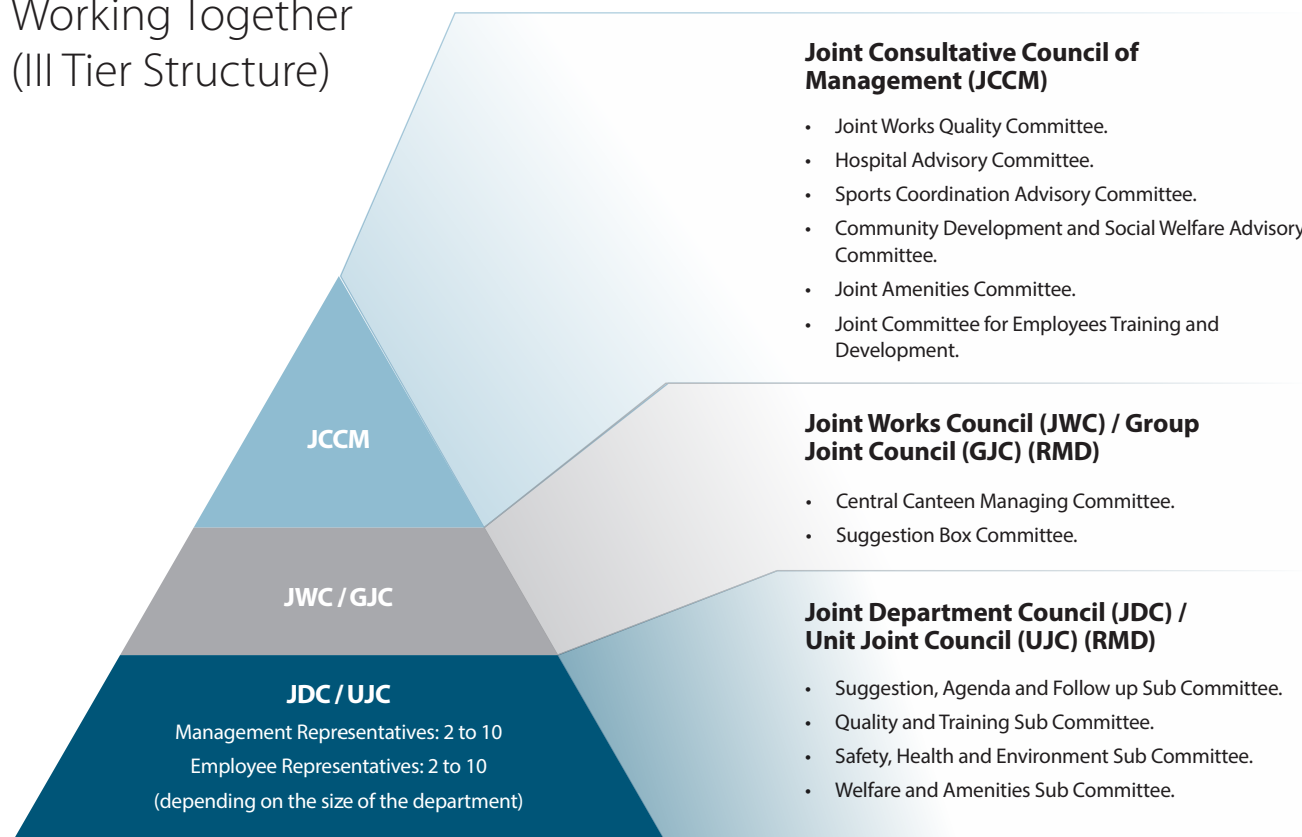 Working Together
(III Tier Structure)
Joint Consultative Council of
Management (JCCM)
• Joint Works Quality Committee.
• Hospital Advisory Committee.
• Sports Coordination Advisory Committee.
• Community Development and Social Welfare Advisory
Committee.
• Joint Amenities Committee.
• Joint Committee for Employees Training and
Development.
JCCM
Joint Works Council (JWC) / Group
Joint Council (GJC) (RMD)
• Central Canteen Managing Committee.
• Suggestion Box Committee.
JWC / GJC
Joint Department Council (JDC) /
Unit Joint Council (UJC) (RMD)
• Suggestion, Agenda and Follow up Sub Committee.
• Quality and Training Sub Committee.
• Safety, Health and Environment Sub Committee.
• Welfare and Amenities Sub Committee.
JDC / UJC
Management Representatives: 2 to 10
Employee Representatives: 2 to 10
(depending on the size of the department)